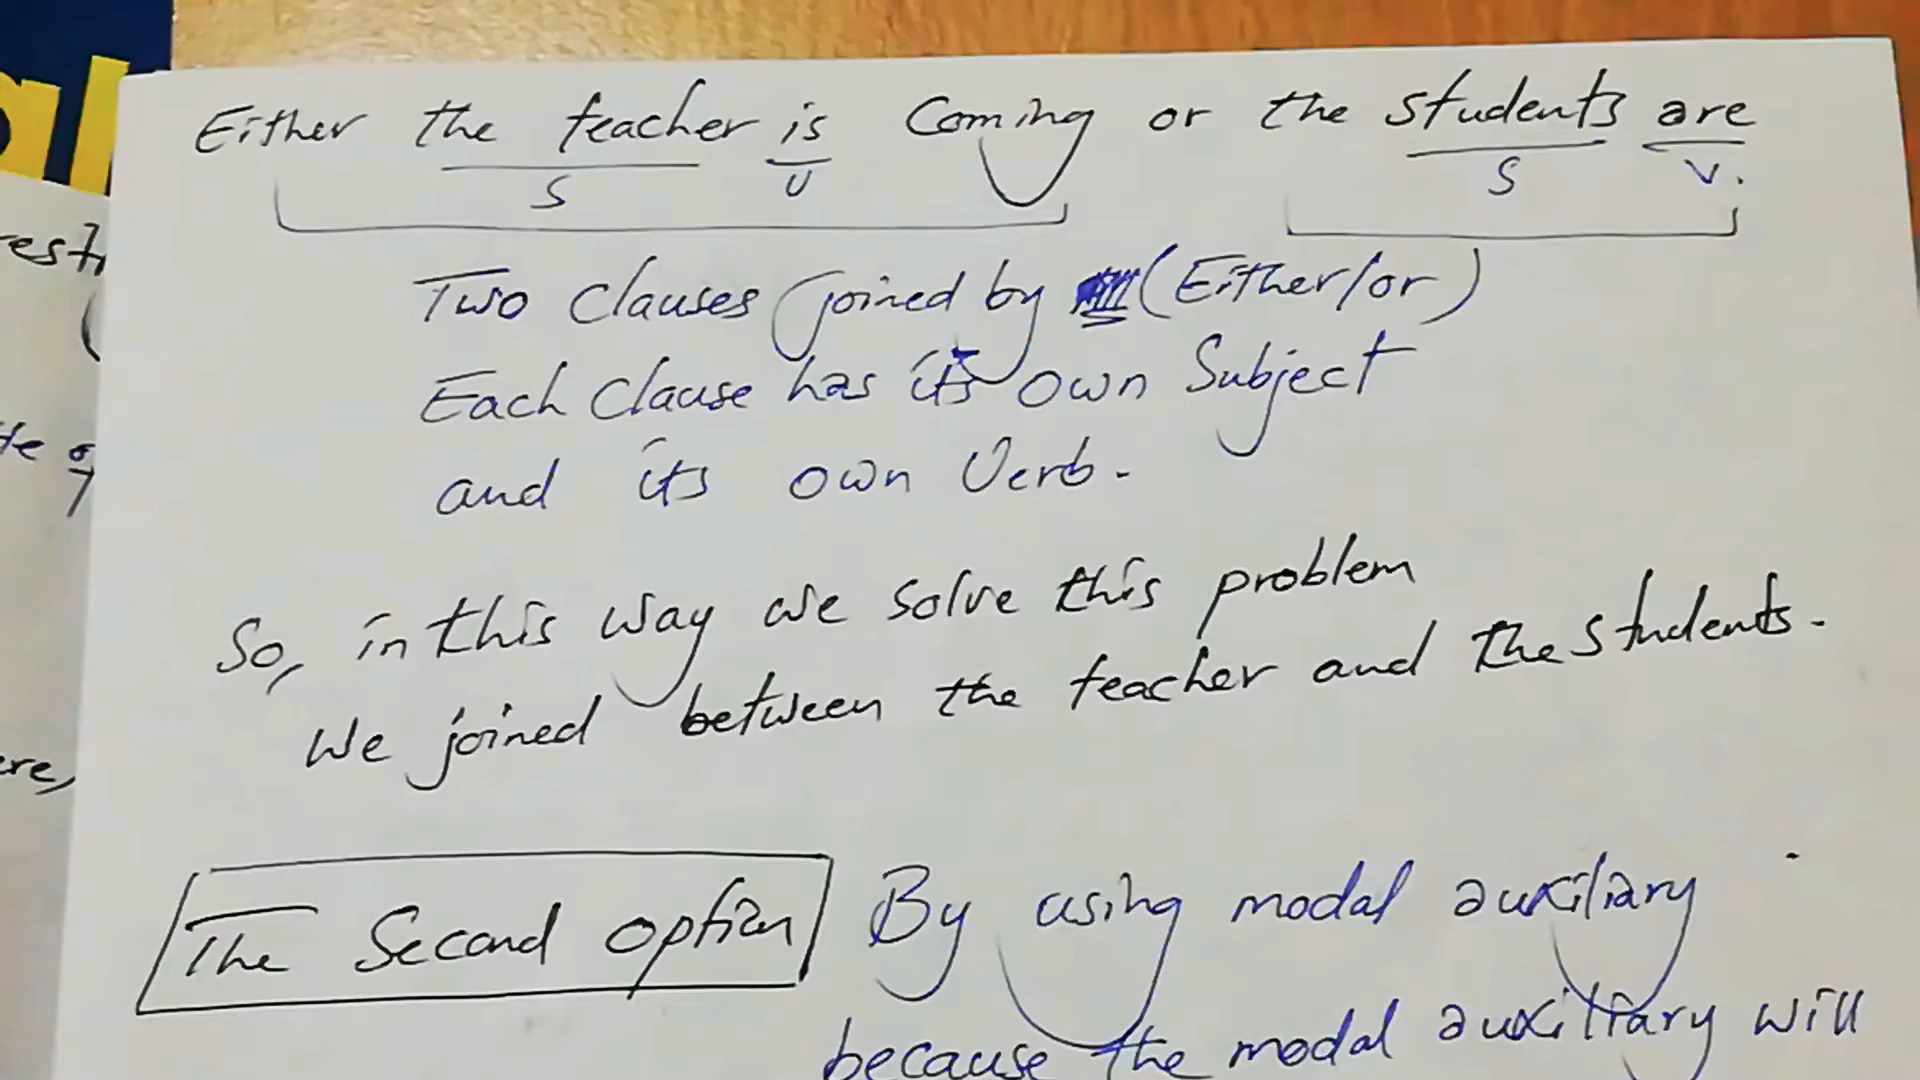 Either the teacher is Coming or the students are
S V S V.
Two Clauses joined by (Either/or)
Each Clause has its own Subject
and its own Verb.
So, in this way we solve this problem
We joined between the teacher and the students.
The Second option By using modal auxiliary
because the modal auxiliary will